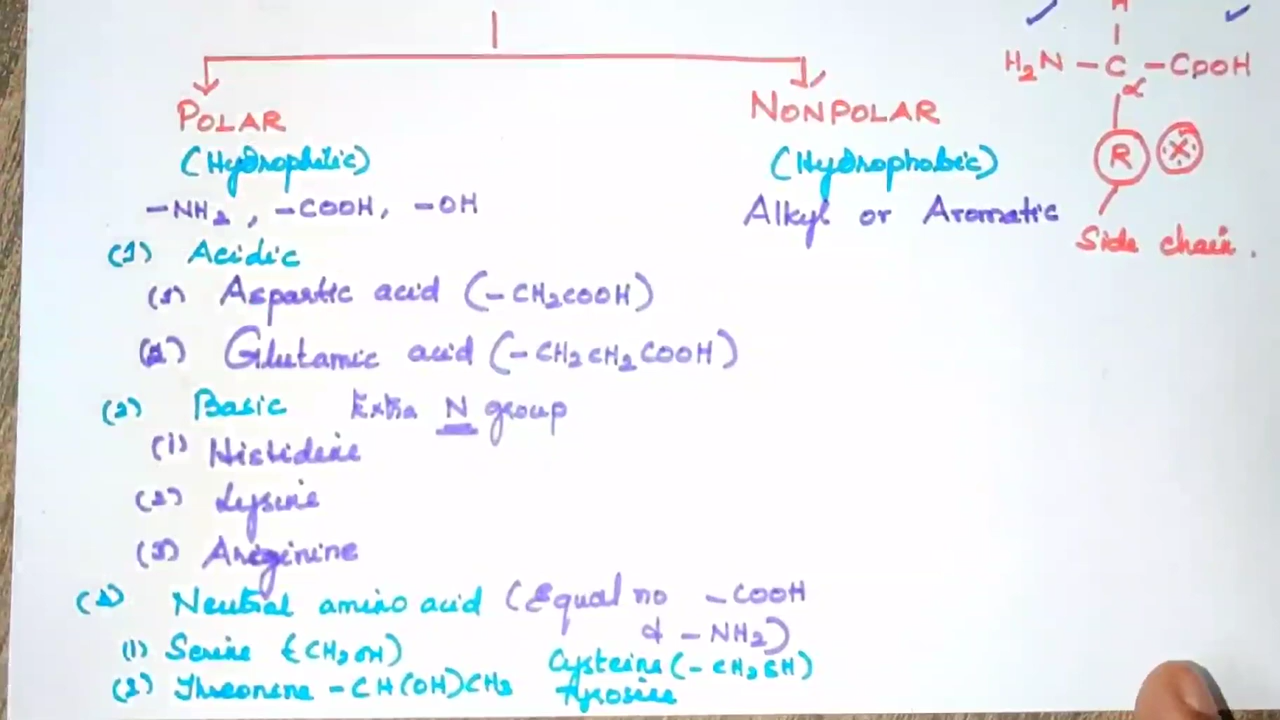 H
H₂N – C – COOH
α
R X
Side chain.
POLAR
(Hydrophilic)
–NH₂, –COOH, –OH
NONPOLAR
(Hydrophobic)
Alkyl or Aromatic
(1) Acidic
(1) Aspartic acid (–CH₂COOH)
(2) Glutamic acid (–CH₂CH₂COOH)
(2) Basic Extra N group
(1) Histidine
(2) Lysine
(3) Arginine
(3) Neutral amino acid (Equal no –COOH
& –NH₂)
(1) Serine (CH₂OH)
(2) Threonine –CH(OH)CH₃
Cysteine (–CH₂SH)
Tyrosine